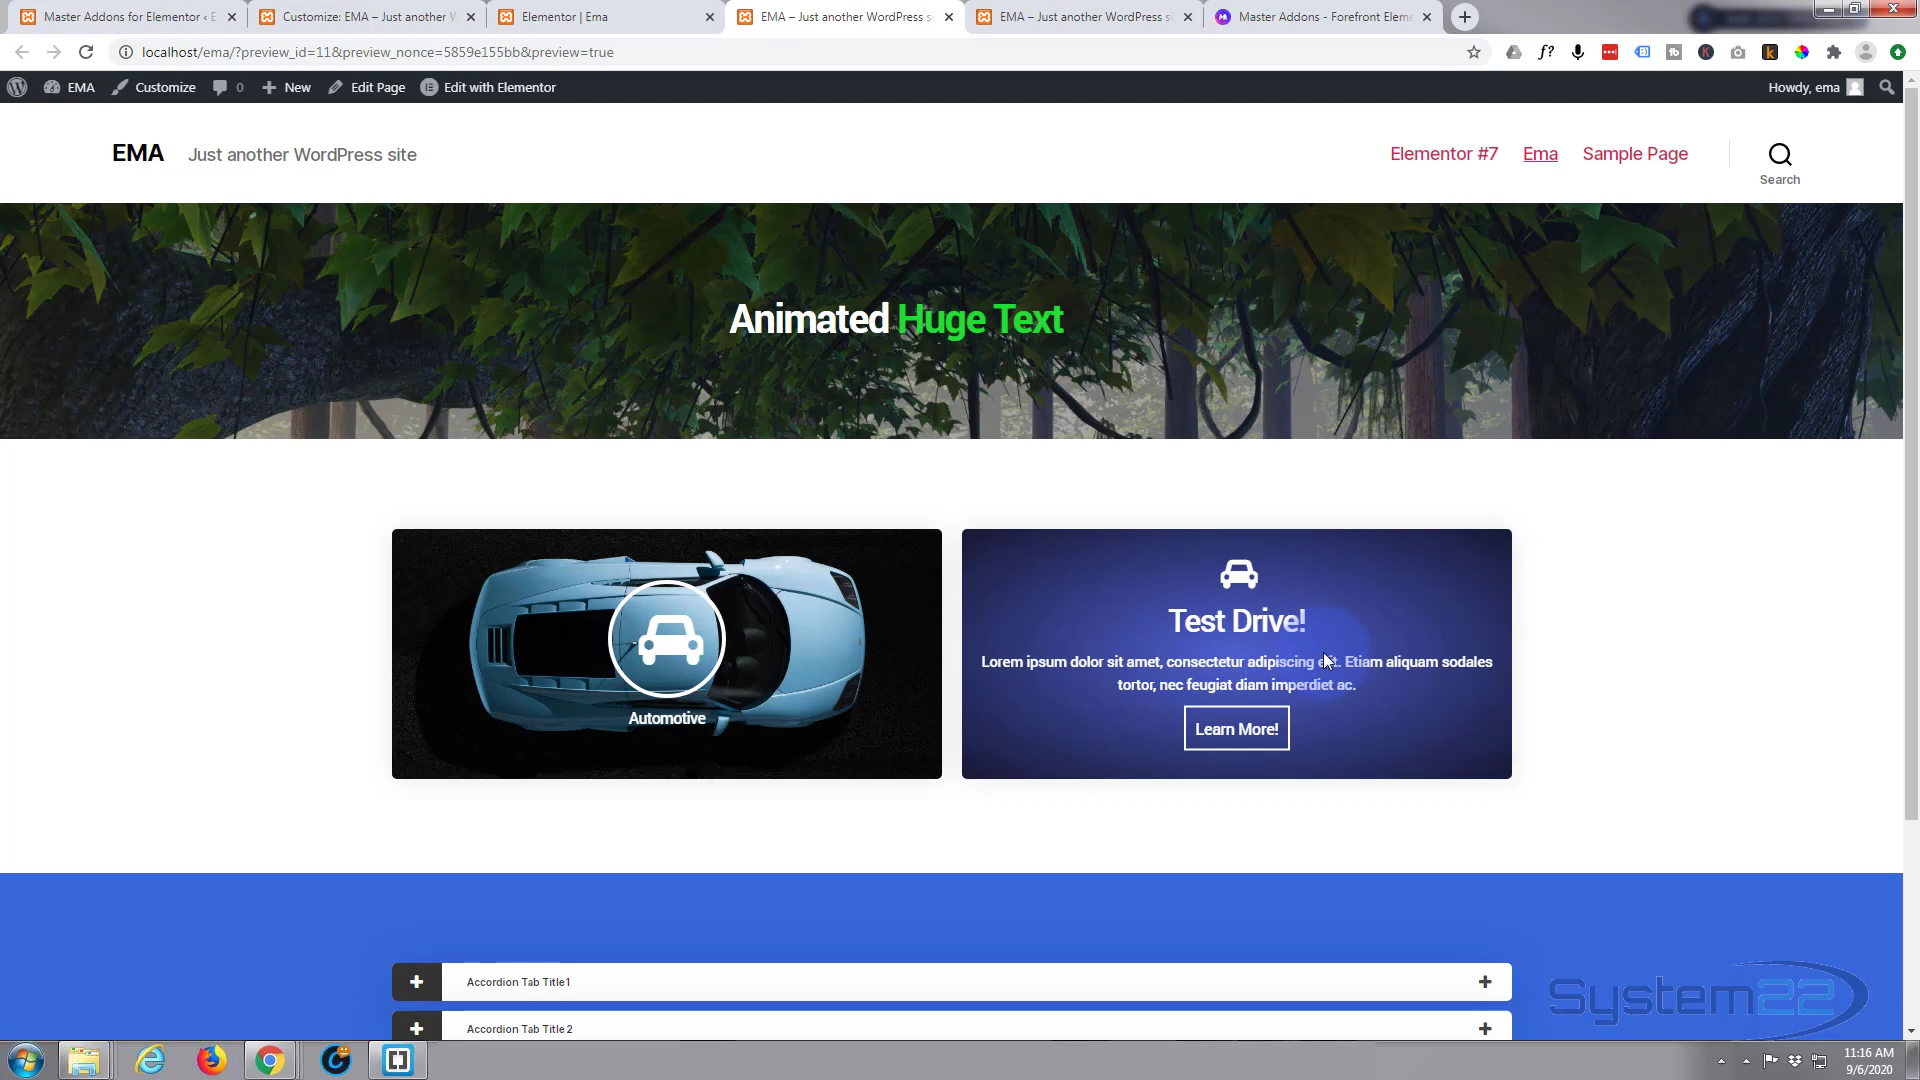 Master Addons for Elementor ‹ E
Customize: EMA – Just another W
Elementor | Ema
EMA – Just another WordPress s
EMA – Just another WordPress s
Master Addons - Forefront Eleme
localhost/ema/?preview_id=11&preview_nonce=5859e155bb&preview=true
EMA
Customize
0
New
Edit Page
Edit with Elementor
Howdy, ema
EMA
Just another WordPress site
Elementor #7
Ema
Sample Page
Search
Animated Huge Text
Automotive
Test Drive!
Lorem ipsum dolor sit amet, consectetur adipiscing elit. Etiam aliquam sodales
tortor, nec feugiat diam imperdiet ac.
Learn More!
Accordion Tab Title1
Accordion Tab Title 2
System22
11:16 AM
9/6/2020